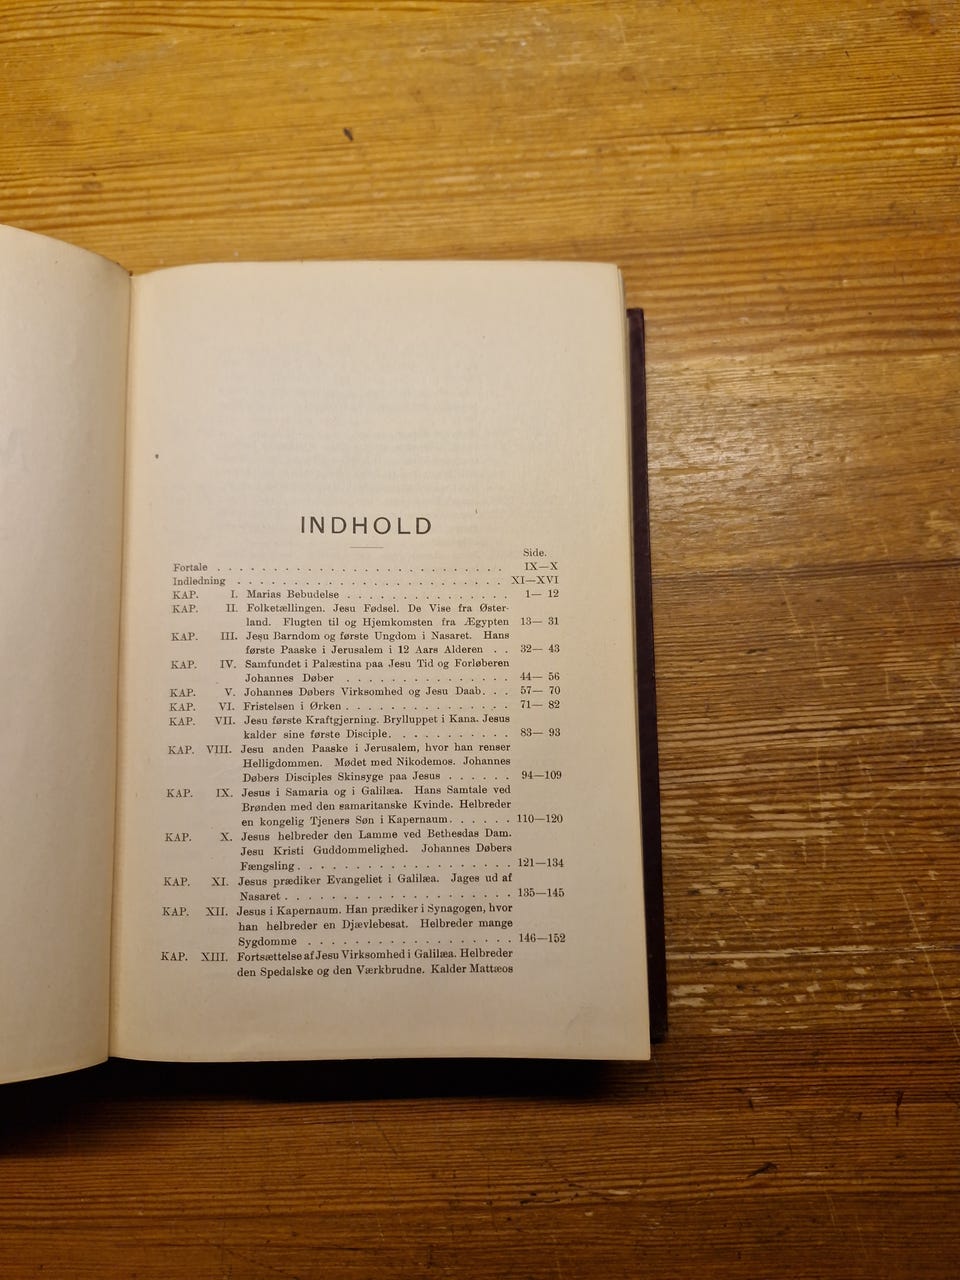 INDHOLD
Side.
Fortale . . . . . . . . . . . . . . . . . . . . . . . . . . IX—X
Indledning . . . . . . . . . . . . . . . . . . . . . . . . XI—XVI
KAP. I. Marias Bebudelse . . . . . . . . . . . . . . . 1— 12
KAP. II. Folketællingen. Jesu Fødsel. De Vise fra Øster-
land. Flugten til og Hjemkomsten fra Ægypten 13— 31
KAP. III. Jesu Barndom og første Ungdom i Nasaret. Hans
første Paaske i Jerusalem i 12 Aars Alderen . . 32— 43
KAP. IV. Samfundet i Palæstina paa Jesu Tid og Forløberen
Johannes Døber . . . . . . . . . . . . . . . 44— 56
KAP. V. Johannes Døbers Virksomhed og Jesu Daab. . . 57— 70
KAP. VI. Fristelsen i Ørken . . . . . . . . . . . . . . . 71— 82
KAP. VII. Jesu første Kraftgjerning. Brylluppet i Kana. Jesus
kalder sine første Disciple. . . . . . . . . . . 83— 93
KAP. VIII. Jesu anden Paaske i Jerusalem, hvor han renser
Helligdommen. Mødet med Nikodemos. Johannes
Døbers Disciples Skinsyge paa Jesus . . . . . . 94—109
KAP. IX. Jesus i Samaria og i Galilæa. Hans Samtale ved
Brønden med den samaritanske Kvinde. Helbreder
en kongelig Tjeners Søn i Kapernaum. . . . . . 110—120
KAP. X. Jesus helbreder den Lamme ved Bethesdas Dam.
Jesu Kristi Guddommelighed. Johannes Døbers
Fængsling . . . . . . . . . . . . . . . . . . . 121—134
KAP. XI. Jesus prædiker Evangeliet i Galilæa. Jages ud af
Nasaret . . . . . . . . . . . . . . . . . . . . . 135—145
KAP. XII. Jesus i Kapernaum. Han prædiker i Synagogen, hvor
han helbreder en Djævlebesat. Helbreder mange
Sygdomme . . . . . . . . . . . . . . . . . . 146—152
KAP. XIII. Fortsættelse af Jesu Virksomhed i Galilæa. Helbreder
den Spedalske og den Værkbrudne. Kalder Mattæos